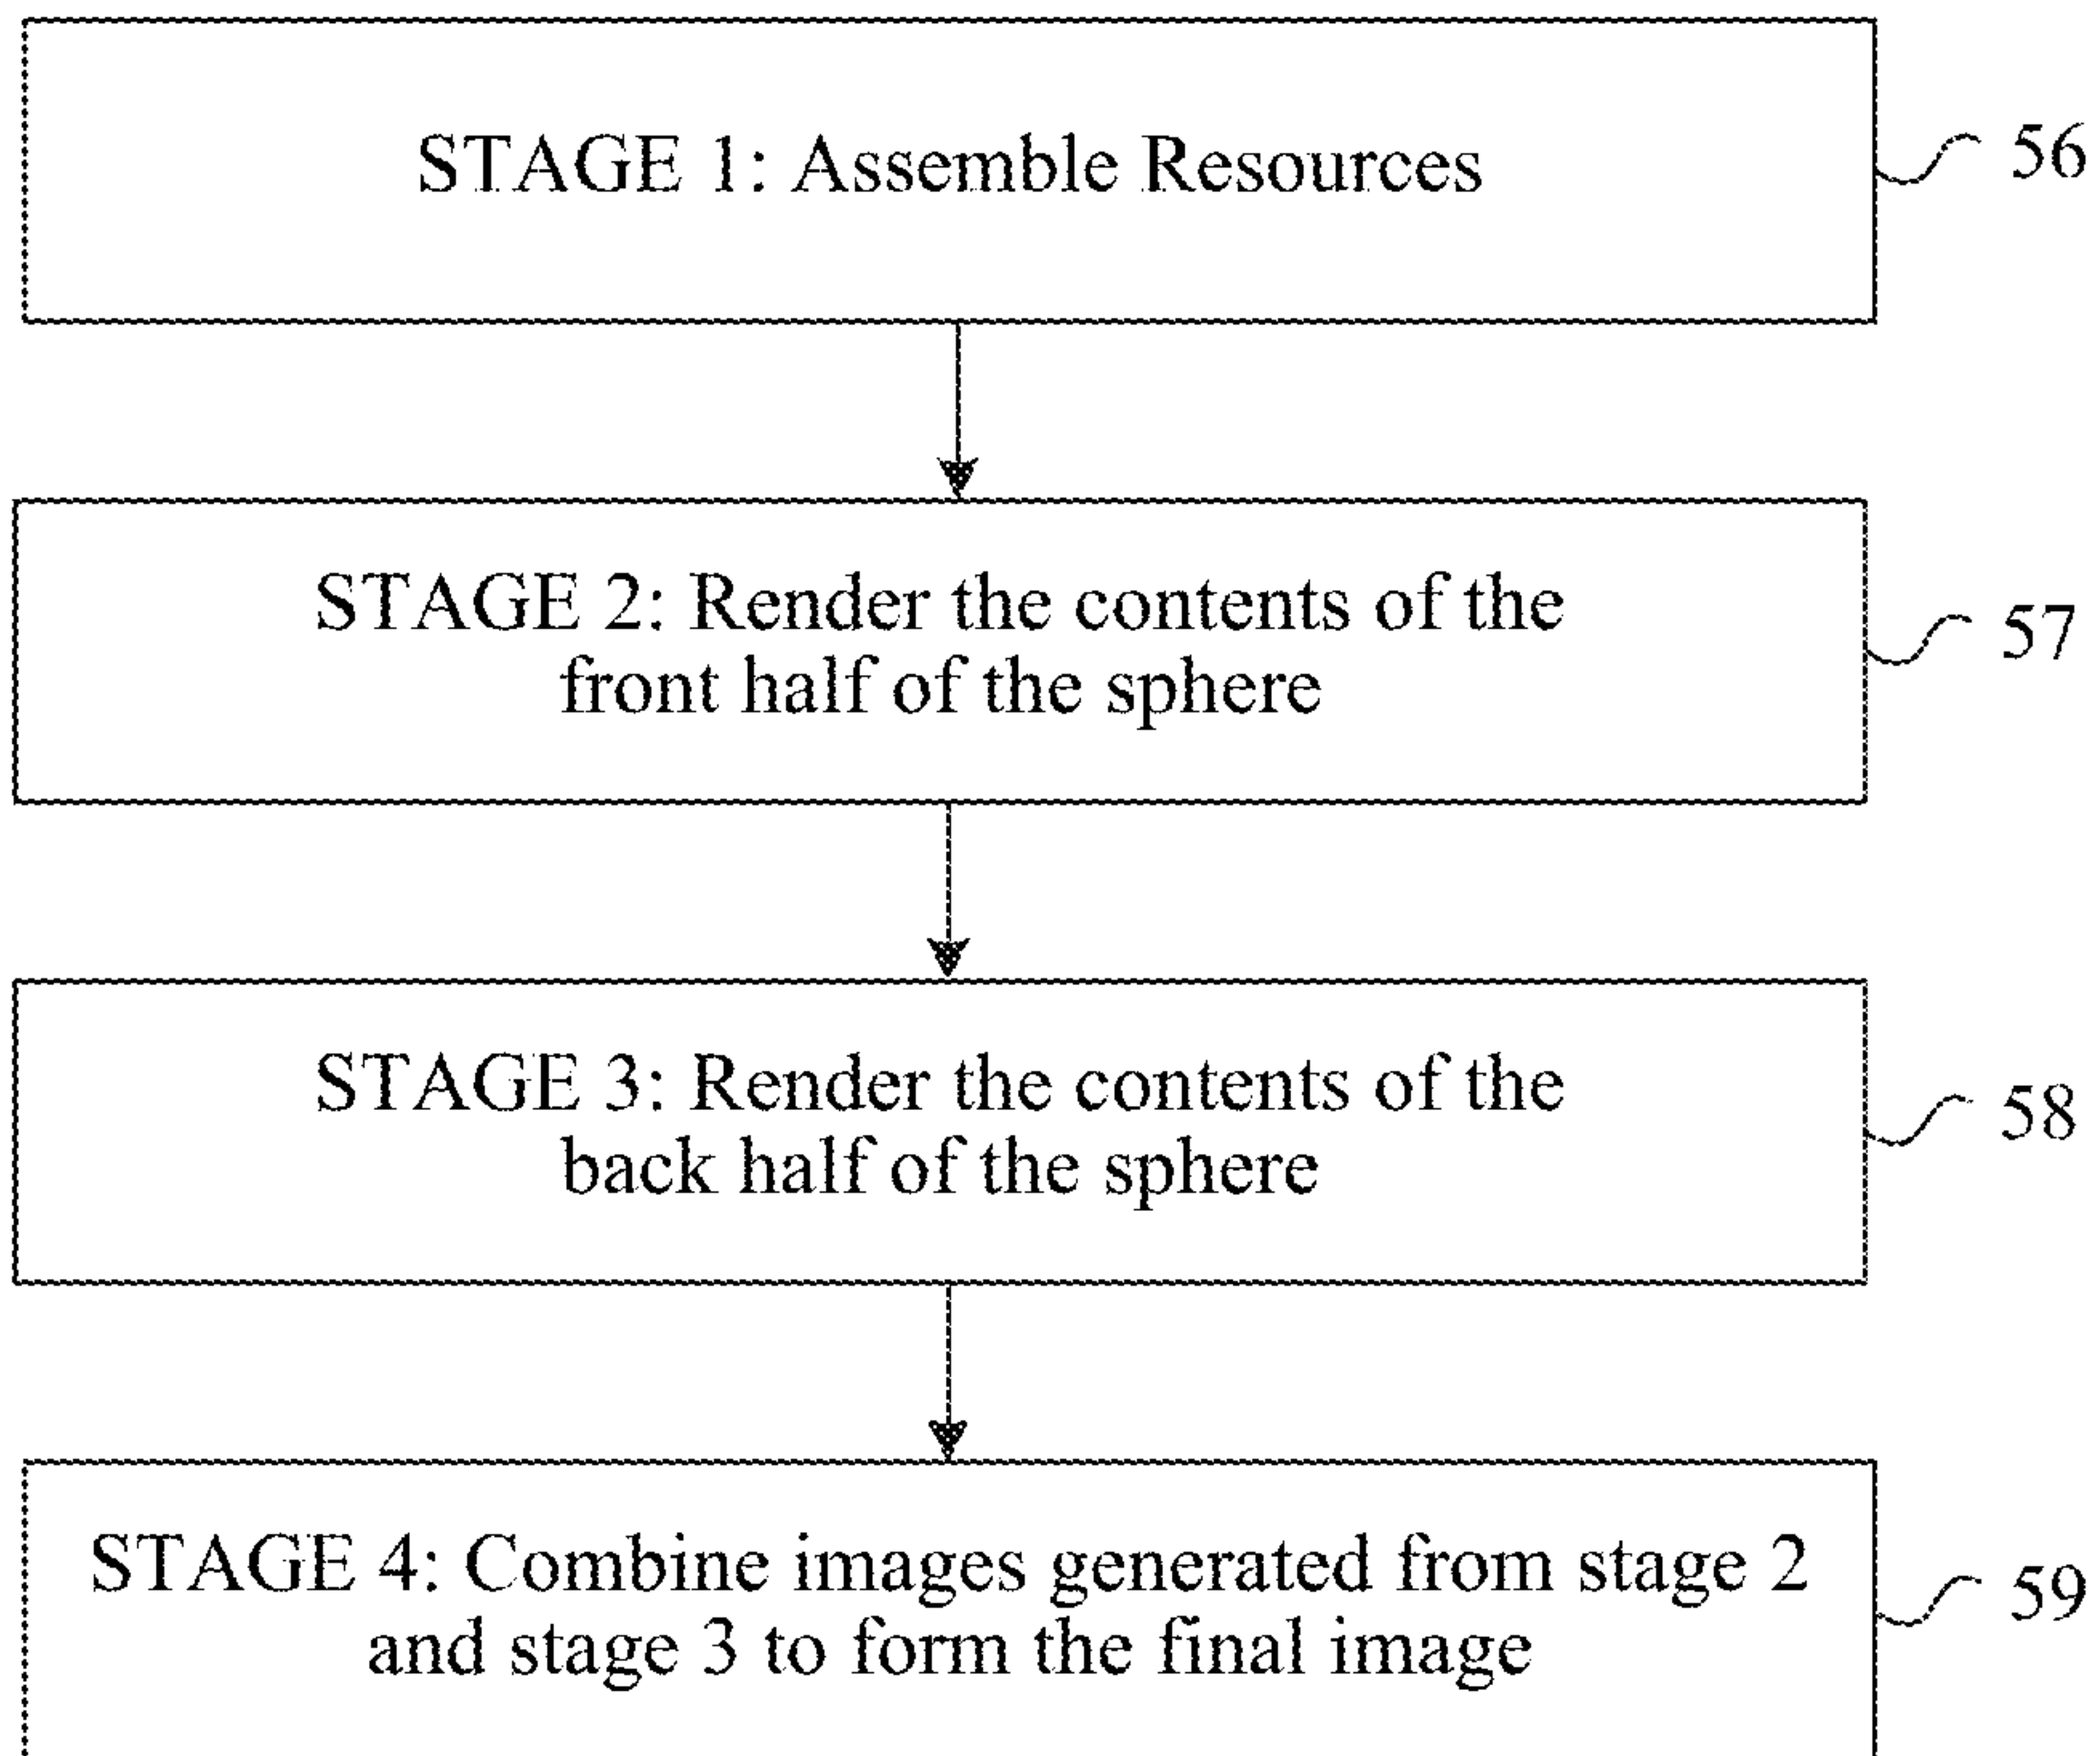 STAGE 1: Assemble Resources
56
STAGE 2: Render the contents of the
front half of the sphere
57
STAGE 3: Render the contents of the
back half of the sphere
58
STAGE 4: Combine images generated from stage 2
and stage 3 to form the final image
59